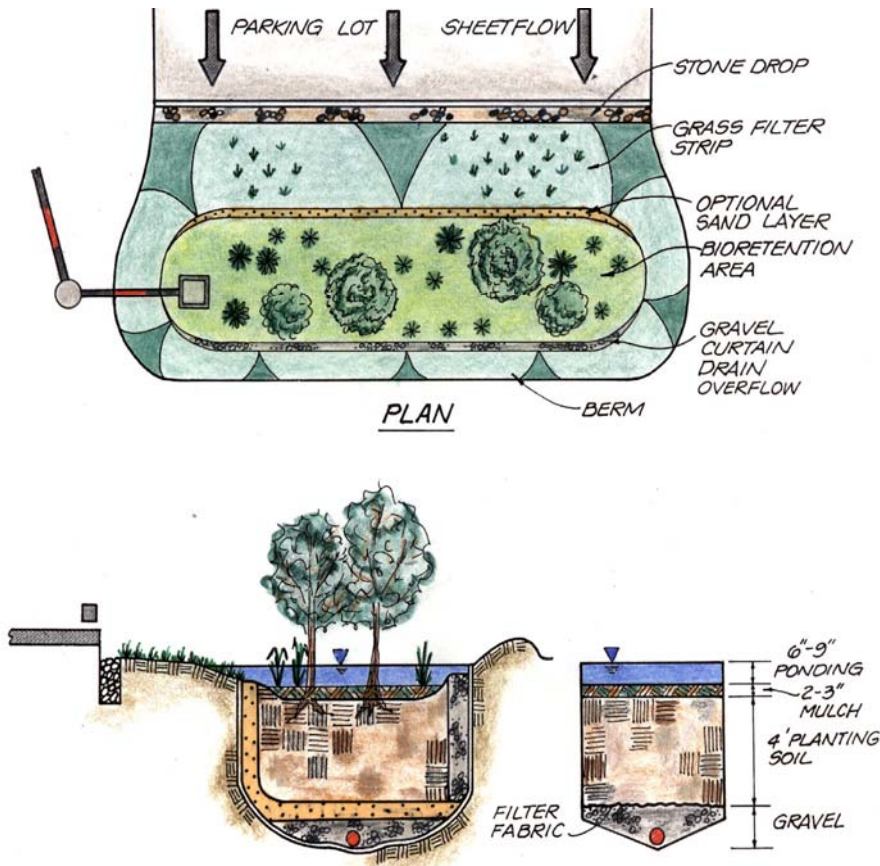 PARKING LOT SHEETFLOW
STONE DROP
GRASS FILTER
STRIP
OPTIONAL
SAND LAYER
BIORETENTION
AREA
GRAVEL
CURTAIN
DRAIN
OVERFLOW
BERM
PLAN
6"-9"
PONDING
2-3"
MULCH
4' PLANTING
SOIL
FILTER
FABRIC
GRAVEL